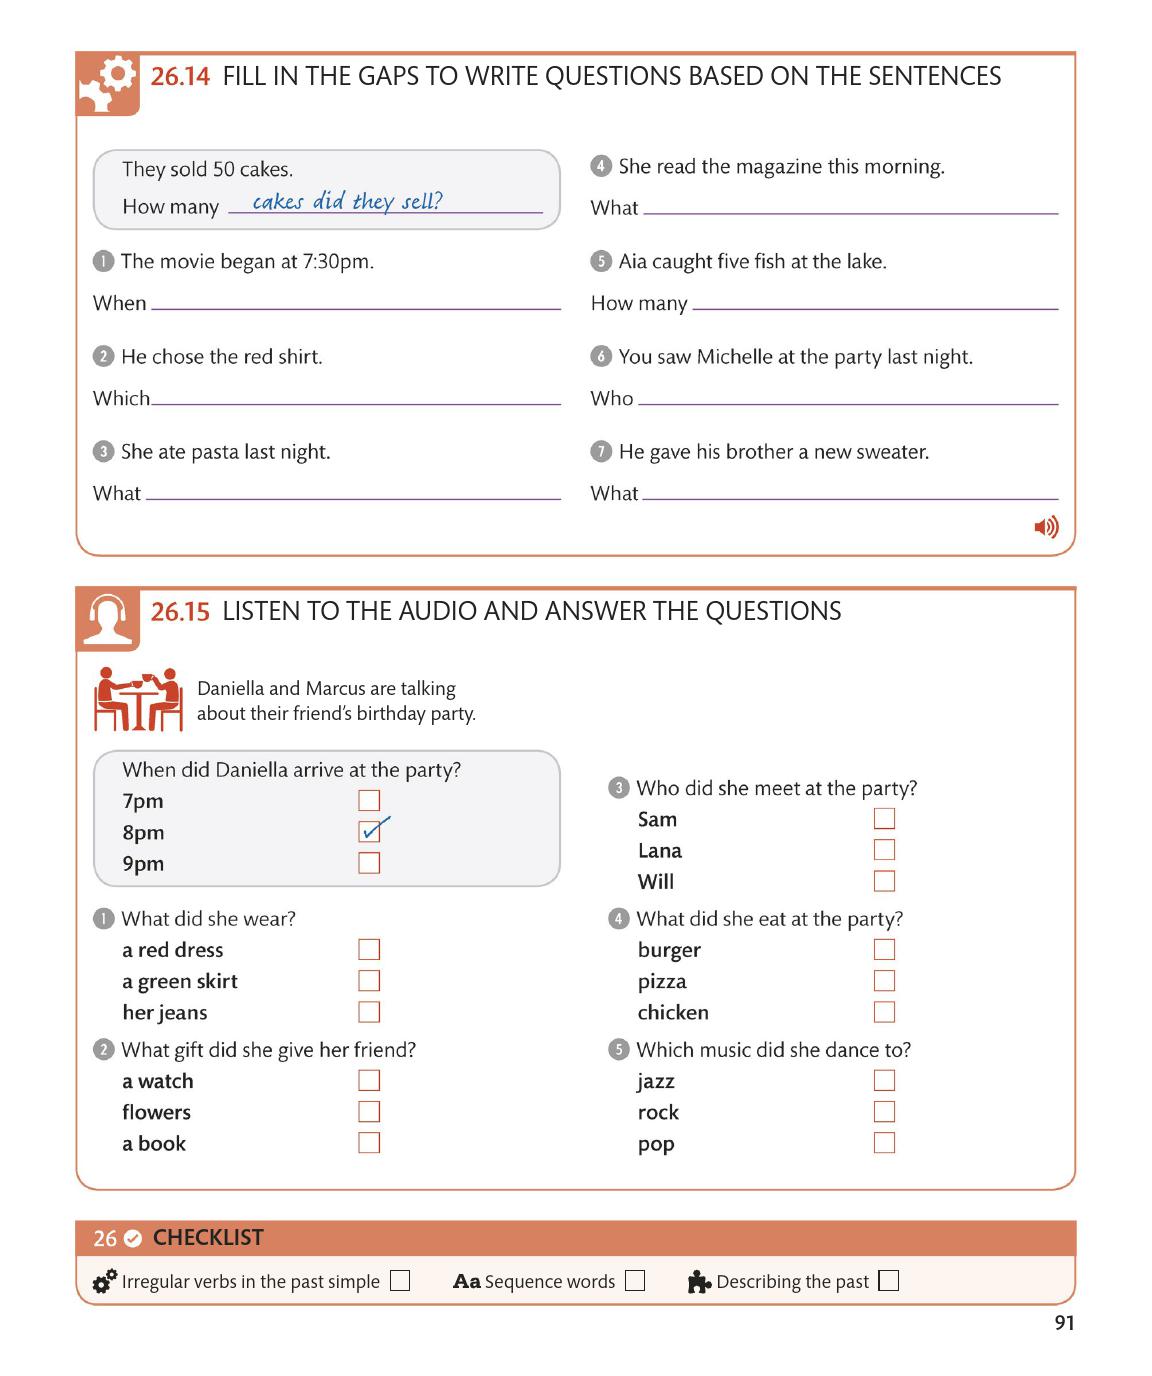 26.14 FILL IN THE GAPS TO WRITE QUESTIONS BASED ON THE SENTENCES
They sold 50 cakes.
How many cakes did they sell?
1 The movie began at 7:30pm.
When
2 He chose the red shirt.
Which
3 She ate pasta last night.
What
4 She read the magazine this morning.
What
5 Aia caught five fish at the lake.
How many
6 You saw Michelle at the party last night.
Who
7 He gave his brother a new sweater.
What
26.15 LISTEN TO THE AUDIO AND ANSWER THE QUESTIONS
Daniella and Marcus are talking
about their friend's birthday party.
When did Daniella arrive at the party?
7pm
8pm
9pm
1 What did she wear?
a red dress
a green skirt
her jeans
2 What gift did she give her friend?
a watch
flowers
a book
3 Who did she meet at the party?
Sam
Lana
Will
4 What did she eat at the party?
burger
pizza
chicken
5 Which music did she dance to?
jazz
rock
pop
26 CHECKLIST
Irregular verbs in the past simple Aa Sequence words Describing the past
91